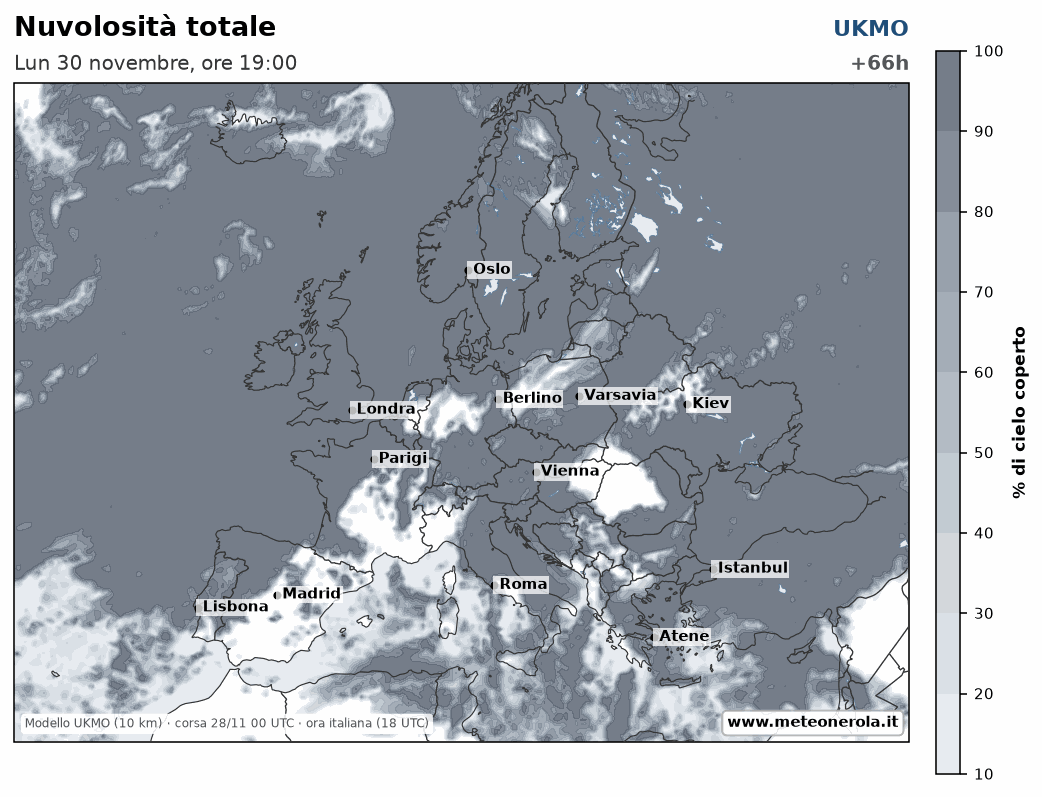 Nuvolosità totale
UKMO
Lun 30 novembre, ore 19:00
+66h
100
90
80
70
60
50
40
30
20
10
% di cielo coperto
Oslo
Londra
Berlino
Varsavia
Kiev
Parigi
Vienna
Istanbul
Roma
Madrid
Lisbona
Atene
Modello UKMO (10 km) · corsa 28/11 00 UTC · ora italiana (18 UTC)
www.meteonerola.it